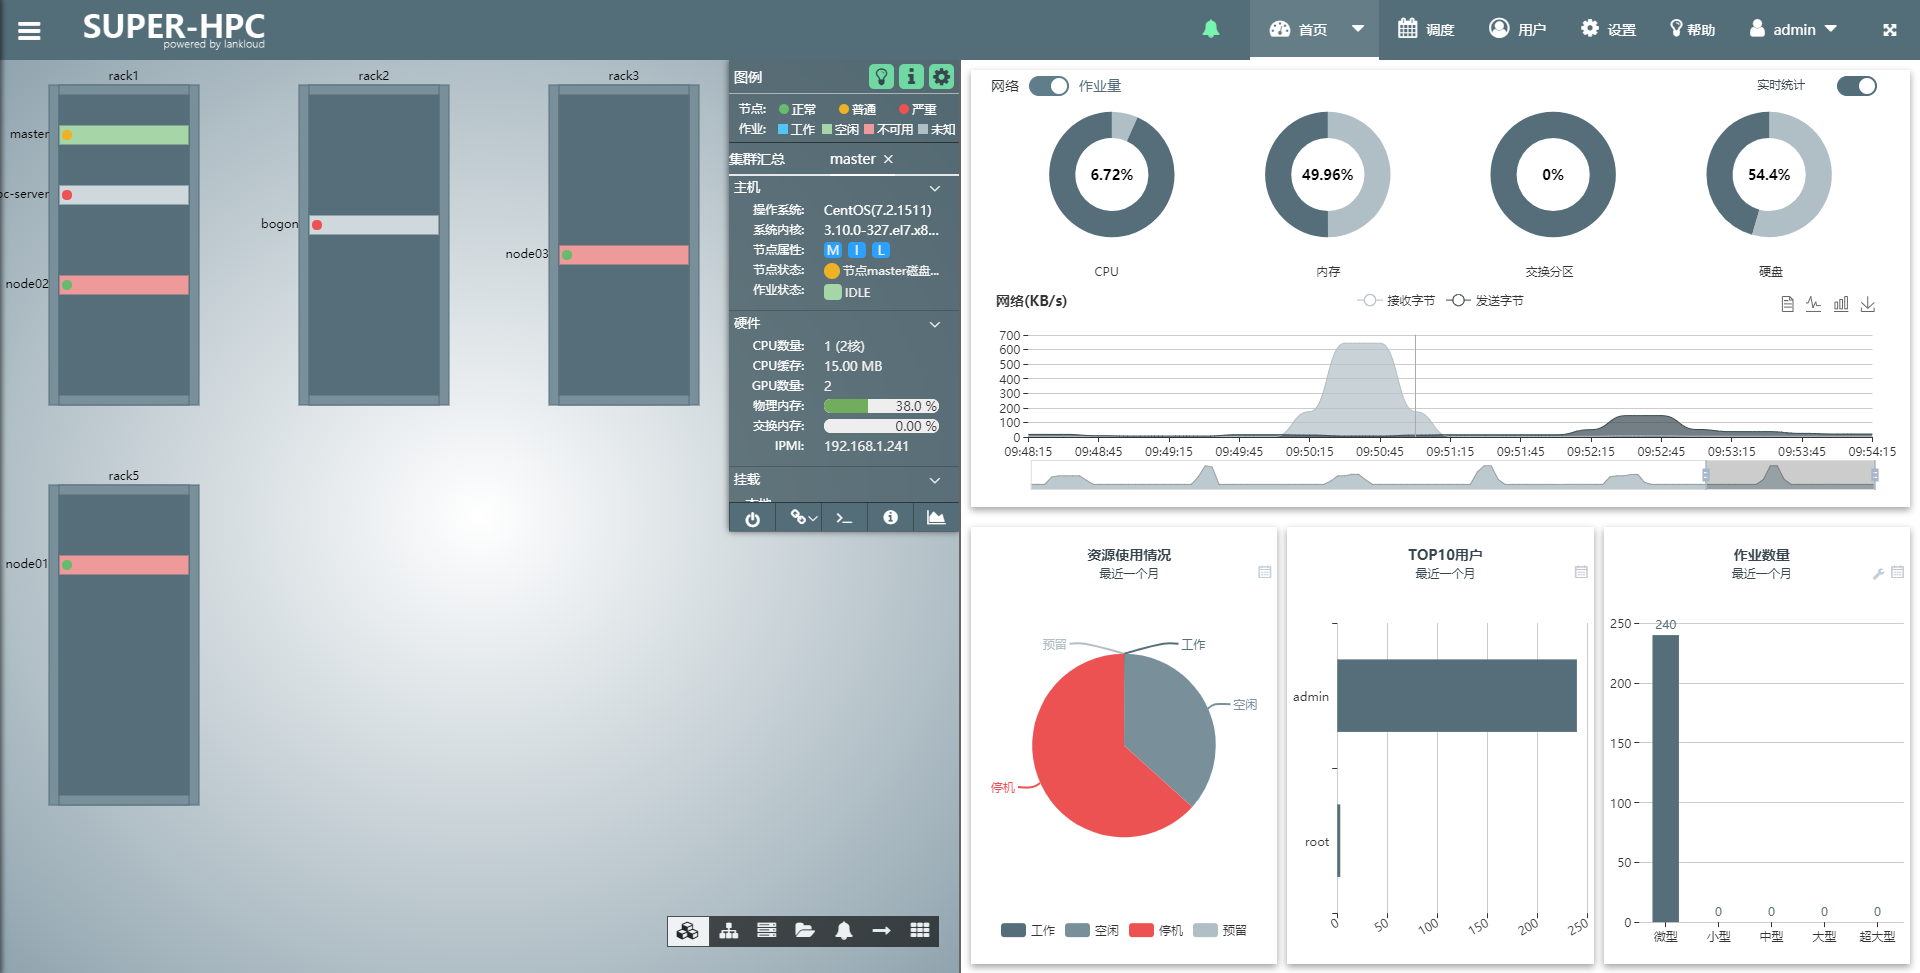 SUPER-HPC
powered by lankloud
首页
调度
用户
设置
帮助
admin
rack1
rack2
rack3
master
pc-server
node02
bogon
node03
rack5
node01
图例
节点: 正常 普通 严重
作业: 工作 空闲 不可用 未知
集群汇总 master ×
主机
操作系统: CentOS(7.2.1511)
系统内核: 3.10.0-327.el7.x8...
节点属性: M I L
节点状态: 节点master磁盘...
作业状态: IDLE
硬件
CPU数量: 1 (2核)
CPU缓存: 15.00 MB
GPU数量: 2
物理内存: 38.0 %
交换内存: 0.00 %
IPMI: 192.168.1.241
挂载
网络 作业量 实时统计
6.72% 49.96% 0% 54.4%
CPU 内存 交换分区 硬盘
网络(KB/s) 接收字节 发送字节
700
600
500
400
300
200
100
0
09:48:15 09:48:45 09:49:15 09:49:45 09:50:15 09:50:45 09:51:15 09:51:45 09:52:15 09:52:45 09:53:15 09:53:45 09:54:15
资源使用情况
最近一个月
预留 工作
空闲
停机
工作 空闲 停机 预留
TOP10用户
最近一个月
admin
root
0 50 100 150 200 250
作业数量
最近一个月
250
240
200
150
100
50
0
0 0 0 0
微型 小型 中型 大型 超大型